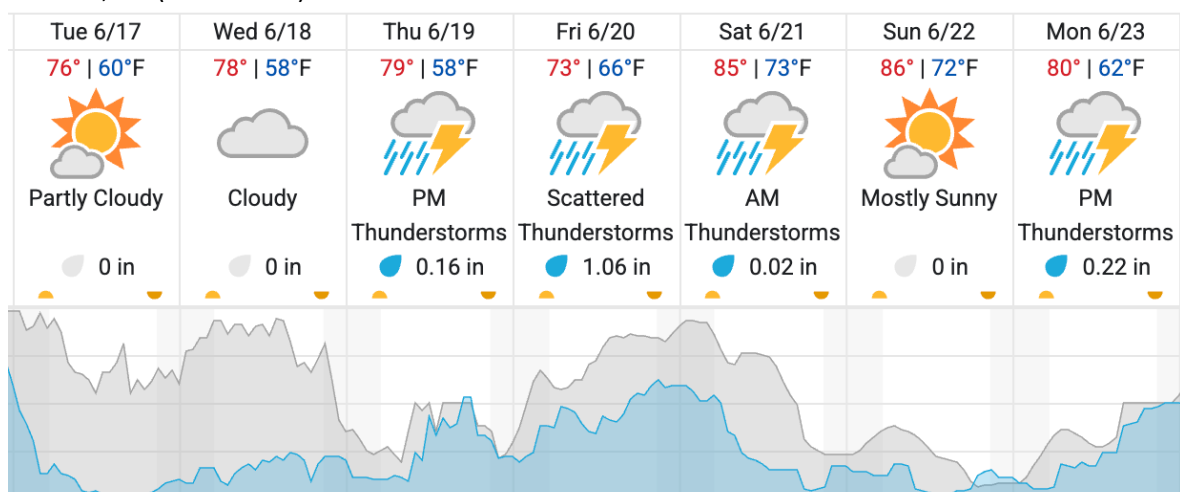 Tue 6/17 Wed 6/18 Thu 6/19 Fri 6/20 Sat 6/21 Sun 6/22 Mon 6/23
76° | 60°F 78° | 58°F 79° | 58°F 73° | 66°F 85° | 73°F 86° | 72°F 80° | 62°F
Partly Cloudy Cloudy PM Scattered AM Mostly Sunny PM
Thunderstorms Thunderstorms Thunderstorms Thunderstorms
0 in 0 in 0.16 in 1.06 in 0.02 in 0 in 0.22 in